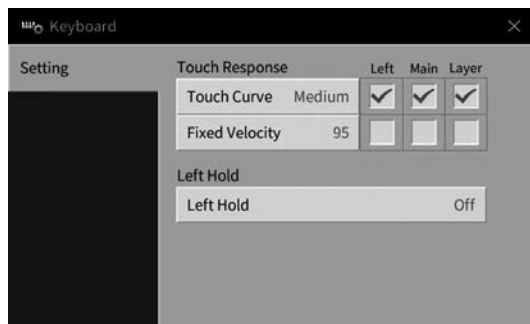 Keyboard
Setting
Touch Response Left Main Layer
Touch Curve Medium
Fixed Velocity 95
Left Hold
Left Hold Off